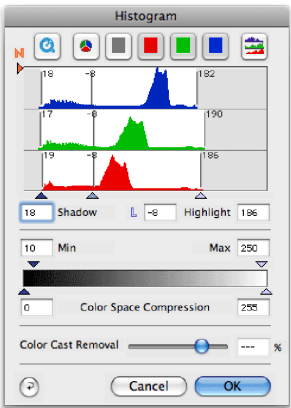 Histogram
N
18 -8 182
17 -8 190
19 -8 186
18 Shadow L -8 Highlight 186
10 Min Max 250
0 Color Space Compression 255
Color Cast Removal --- %
Cancel OK